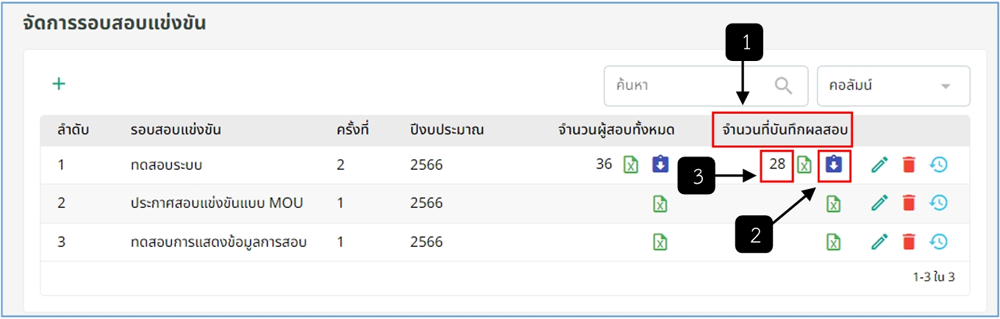 จัดการรอบสอบแข่งขัน
1
ค้นหา
คอลัมน์
ลำดับ รอบสอบแข่งขัน ครั้งที่ ปีงบประมาณ จำนวนผู้สอบทั้งหมด จำนวนที่บันทึกผลสอบ
1 ทดสอบระบบ 2 2566 36 28
3
2 ประกาศสอบแข่งขันแบบ MOU 1 2566
2
3 ทดสอบการแสดงข้อมูลการสอบ 1 2566
1-3 ใน 3